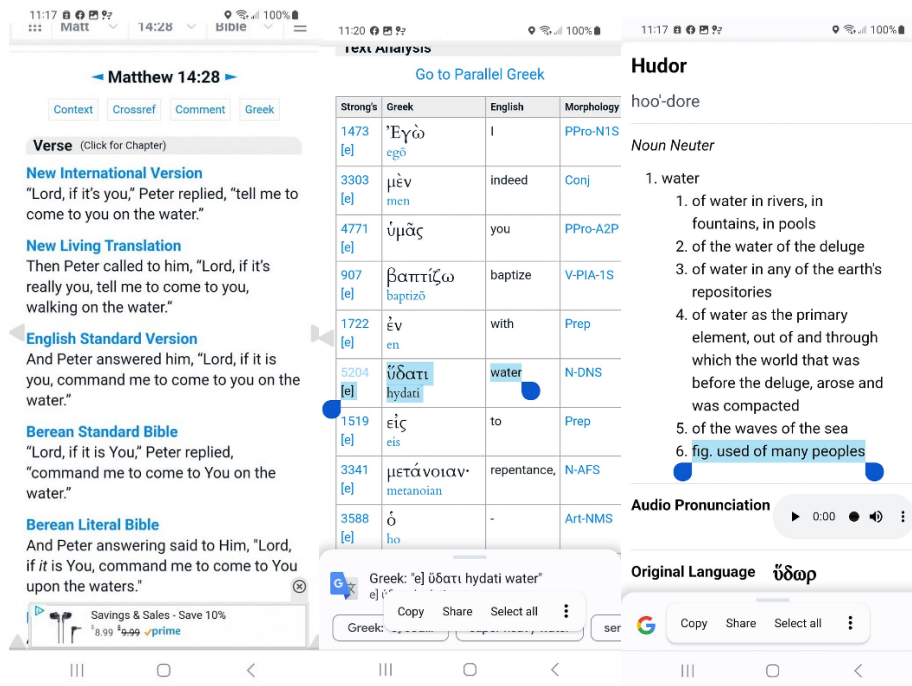 11:17
100%
Matt
14:28
Bible
◄ Matthew 14:28 ►
Context
Crossref
Comment
Greek
Verse (Click for Chapter)
New International Version
“Lord, if it’s you,” Peter replied, “tell me to
come to you on the water.”
New Living Translation
Then Peter called to him, “Lord, if it’s
really you, tell me to come to you,
walking on the water.“
English Standard Version
And Peter answered him, “Lord, if it is
you, command me to come to you on the
water.”
Berean Standard Bible
“Lord, if it is You,” Peter replied,
“command me to come to You on the
water.”
Berean Literal Bible
And Peter answering said to Him, "Lord,
if it is You, command me to come to You
upon the waters."
Savings & Sales - Save 10%
$8.99 $9.99 prime
11:20
100%
Text Analysis
Go to Parallel Greek
Strong's Greek English Morphology
1473 Ἐγὼ I PPro-N1S
[e] egō
3303 μὲν indeed Conj
[e] men
4771 ὑμᾶς you PPro-A2P
[e]
907 βαπτίζω baptize V-PIA-1S
[e] baptizō
1722 ἐν with Prep
[e] en
5204 ὕδατι water N-DNS
[e] hydati
1519 εἰς to Prep
[e] eis
3341 μετάνοιαν· repentance, N-AFS
[e] metanoian
3588 ὁ - Art-NMS
[e] ho
Greek: "e] ὕδατι hydati water"
Copy Share Select all
Greek:
11:17
100%
Hudor
hoo'-dore
Noun Neuter
1. water
1. of water in rivers, in
fountains, in pools
2. of the water of the deluge
3. of water in any of the earth's
repositories
4. of water as the primary
element, out of and through
which the world that was
before the deluge, arose and
was compacted
5. of the waves of the sea
6. fig. used of many peoples
Audio Pronunciation
0:00
Original Language ὕδωρ
Copy Share Select all